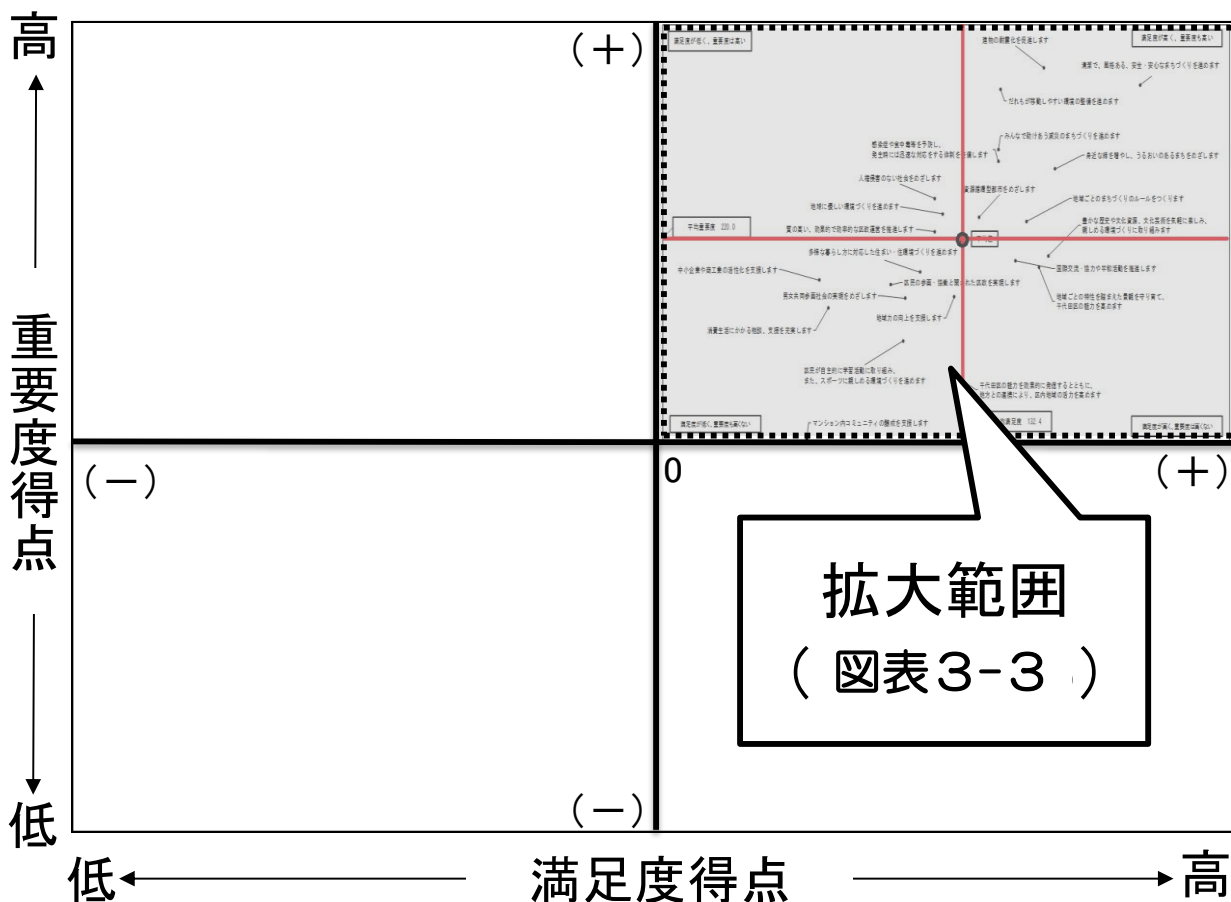 高
重要度得点
低
(＋)
満足度が低く、重要度は高い
建物の耐震化を促進します
満足度が高く、重要度も高い
清潔で、風格ある、安全・安心なまちづくりを進めます
だれもが移動しやすい環境の整備を進めます
みんなで助けあう減災のまちづくりを進めます
感染症や食中毒等を予防し、
発生時には迅速な対応をする体制を
備します
身近な緑を増やし、うるおいのあるまちをめざします
人権侵害のない社会をめざします
資源循環型都市をめざします
地球に優しい環境づくりを進めます
地域ごとのまちづくりのルールをつくります
平均重要度 220.0
質の高い、効果的で効率的な区政運営を推進します
豊かな歴史や文化資源、文化芸術を気軽に楽しみ、
親しめる環境づくりに取り組みます
多様な暮らし方に対応した住まい・住環境づくりを進めます
中小企業や商工業の活性化を支援します
国際交流・協力や平和活動を推進します
区民の参画・協働と開かれた区政を実現します
男女共同参画社会の実現をめざします
地域ごとの特性を踏まえた景観を守り育て、
千代田区の魅力を高めます
地域力の向上を支援します
消費生活にかかる相談、支援を充実します
区民が自主的に学習活動に取り組み、
また、スポーツに親しめる環境づくりを進めます
千代田区の魅力を効果的に発信するとともに、
地方との連携により、区内地域の活力を高めます
満足度が低く、重要度も高くない
マンション内コミュニティの醸成を支援します
満足度 132.4
満足度が高く、重要度は高くない
(－)
0
(＋)
拡大範囲
(図表３-３)
(－)
低
満足度得点
高